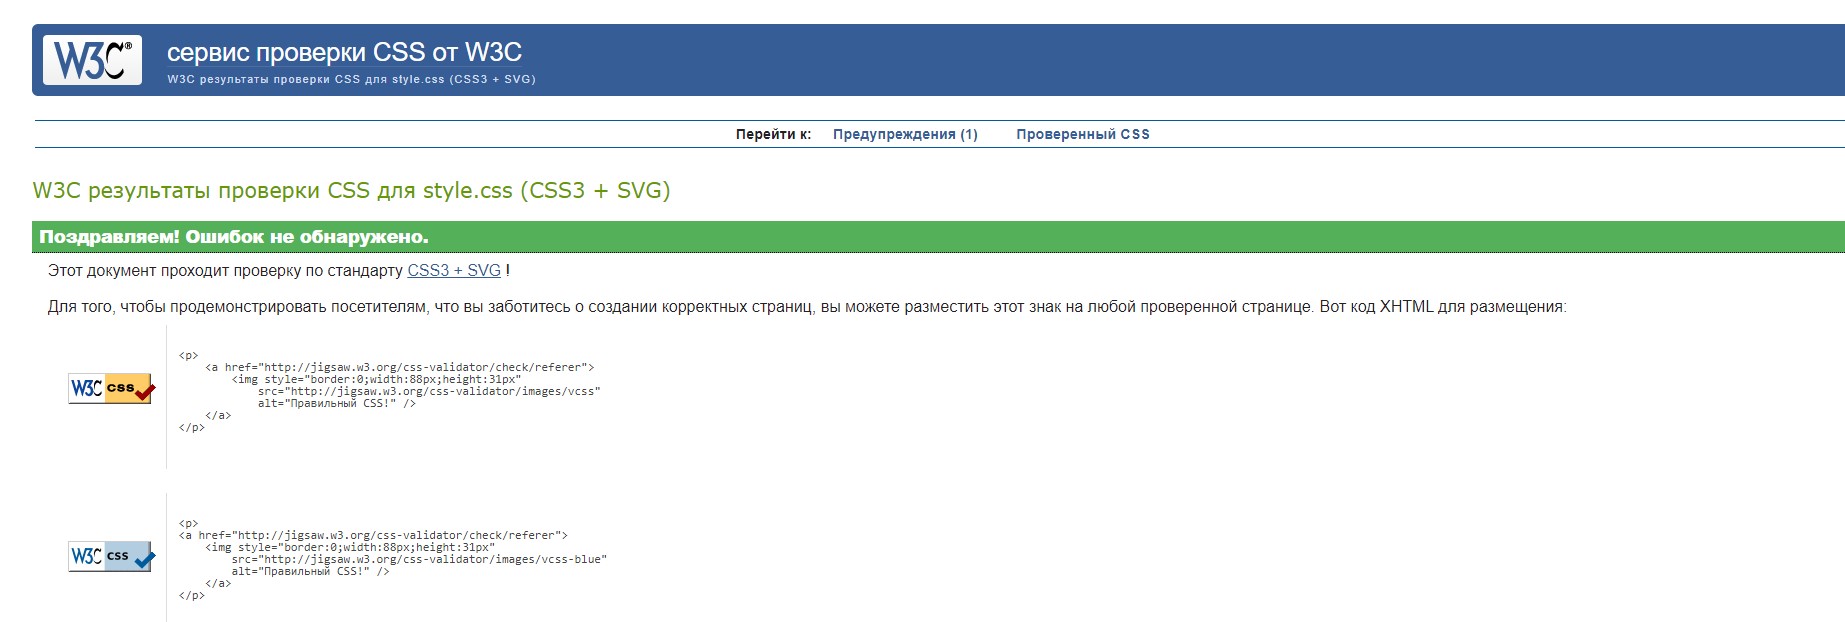 W3C®
сервис проверки CSS от W3C
W3C результаты проверки CSS для style.css (CSS3 + SVG)
Перейти к: Предупреждения (1) Проверенный CSS
W3C результаты проверки CSS для style.css (CSS3 + SVG)
Поздравляем! Ошибок не обнаружено.
Этот документ проходит проверку по стандарту CSS3 + SVG !
Для того, чтобы продемонстрировать посетителям, что вы заботитесь о создании корректных страниц, вы можете разместить этот знак на любой проверенной странице. Вот код XHTML для размещения:
W3C css
<p>
    <a href="http://jigsaw.w3.org/css-validator/check/referer">
        <img style="border:0;width:88px;height:31px"
            src="http://jigsaw.w3.org/css-validator/images/vcss"
            alt="Правильный CSS!" />
    </a>
</p>
W3C css
<p>
<a href="http://jigsaw.w3.org/css-validator/check/referer">
    <img style="border:0;width:88px;height:31px"
        src="http://jigsaw.w3.org/css-validator/images/vcss-blue"
        alt="Правильный CSS!" />
    </a>
</p>